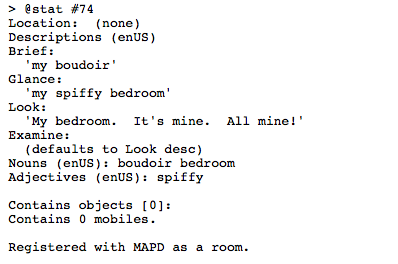 > @stat #74
Location:  (none)
Descriptions (enUS)
Brief:
  'my boudoir'
Glance:
  'my spiffy bedroom'
Look:
  'My bedroom.  It's mine.  All mine!'
Examine:
  (defaults to Look desc)
Nouns (enUS): boudoir bedroom
Adjectives (enUS): spiffy

Contains objects [0]:
Contains 0 mobiles.

Registered with MAPD as a room.